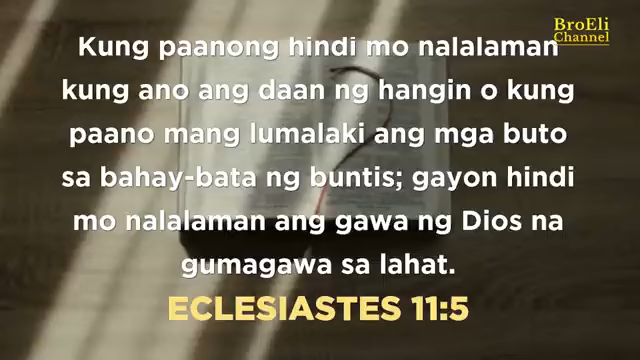 BroEli
Channel
Kung paanong hindi mo nalalaman
kung ano ang daan ng hangin o kung
paano mang lumalaki ang mga buto
sa bahay-bata ng buntis; gayon hindi
mo nalalaman ang gawa ng Dios na
gumagawa sa lahat.
ECLESIASTES 11:5